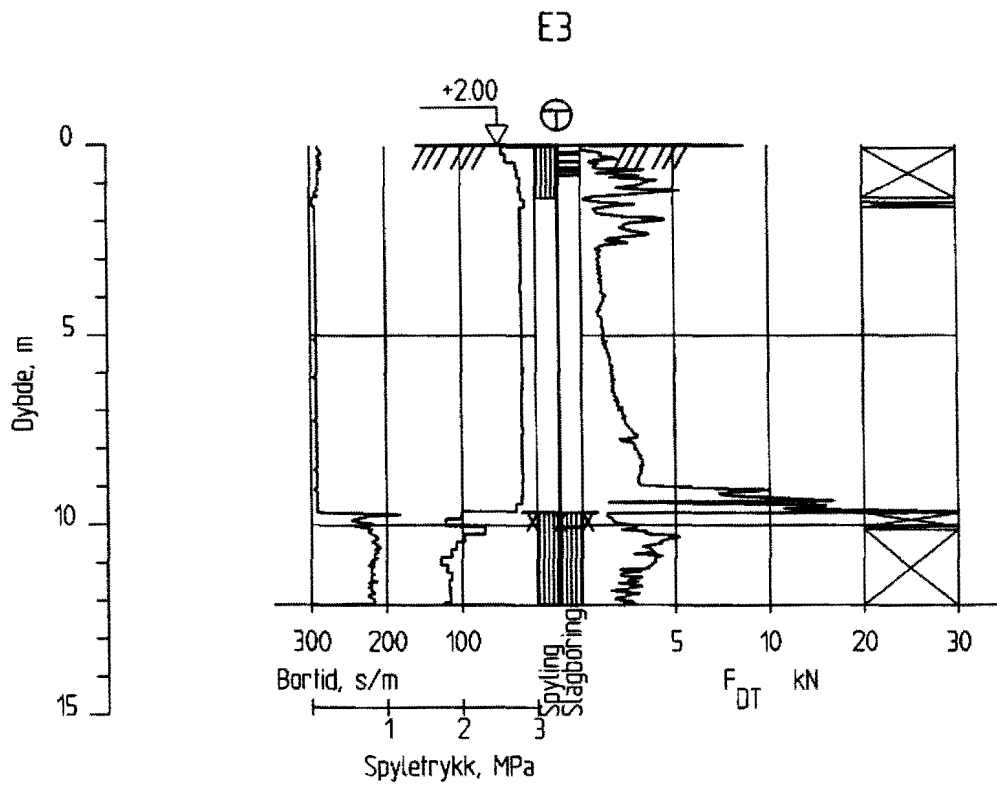 E3
+2.00
T
0
5
10
15
Dybde, m
300 200 100 5 10 20 30
Bortid, s/m
Spyling
Slagboring
F DT kN
1 2 3
Spyletrykk, MPa
X X